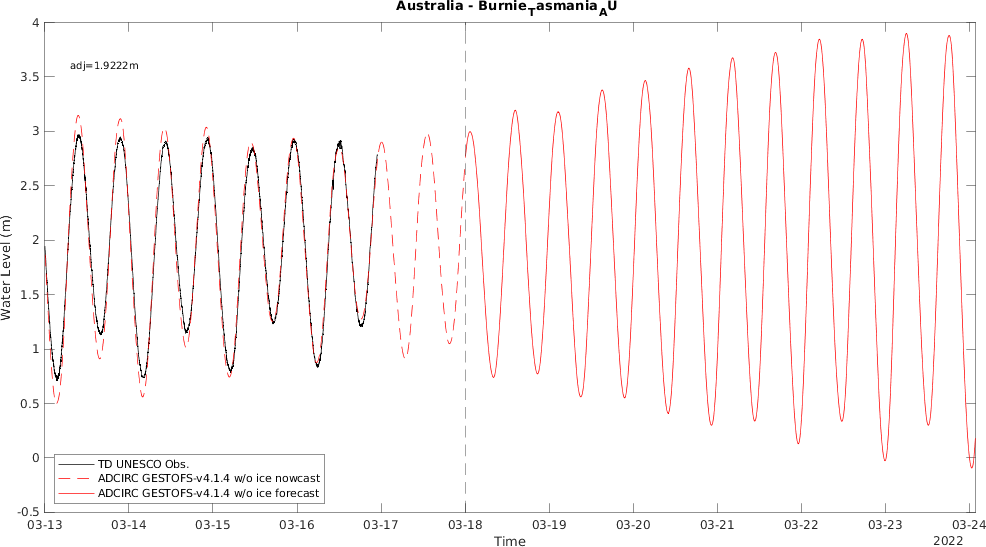 Australia - Burnie_Tasmania_AU
adj=1.9222m
Water Level (m)
4
3.5
3
2.5
2
1.5
1
0.5
0
-0.5
TD UNESCO Obs.
ADCIRC GESTOFS-v4.1.4 w/o ice nowcast
ADCIRC GESTOFS-v4.1.4 w/o ice forecast
03-13 03-14 03-15 03-16 03-17 03-18 03-19 03-20 03-21 03-22 03-23 03-24
Time
2022